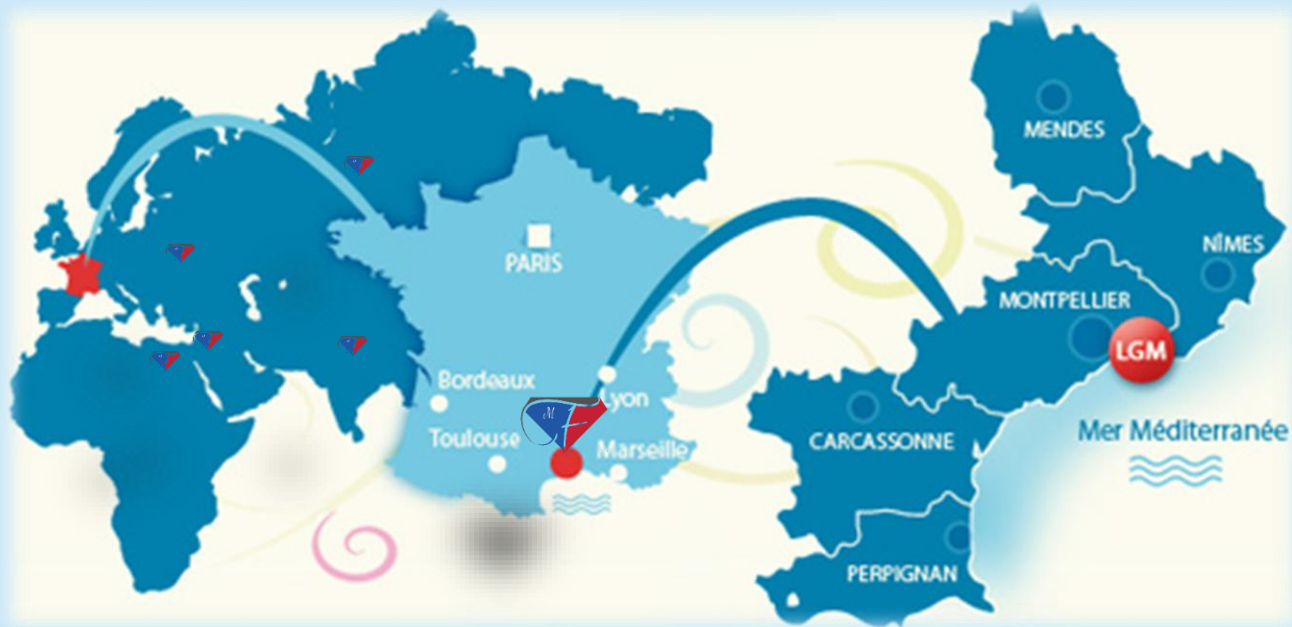 PARIS
Bordeaux
Lyon
Toulouse
Marseille
M
MENDES
NÎMES
MONTPELLIER
LGM
CARCASSONNE
Mer Méditerranée
PERPIGNAN